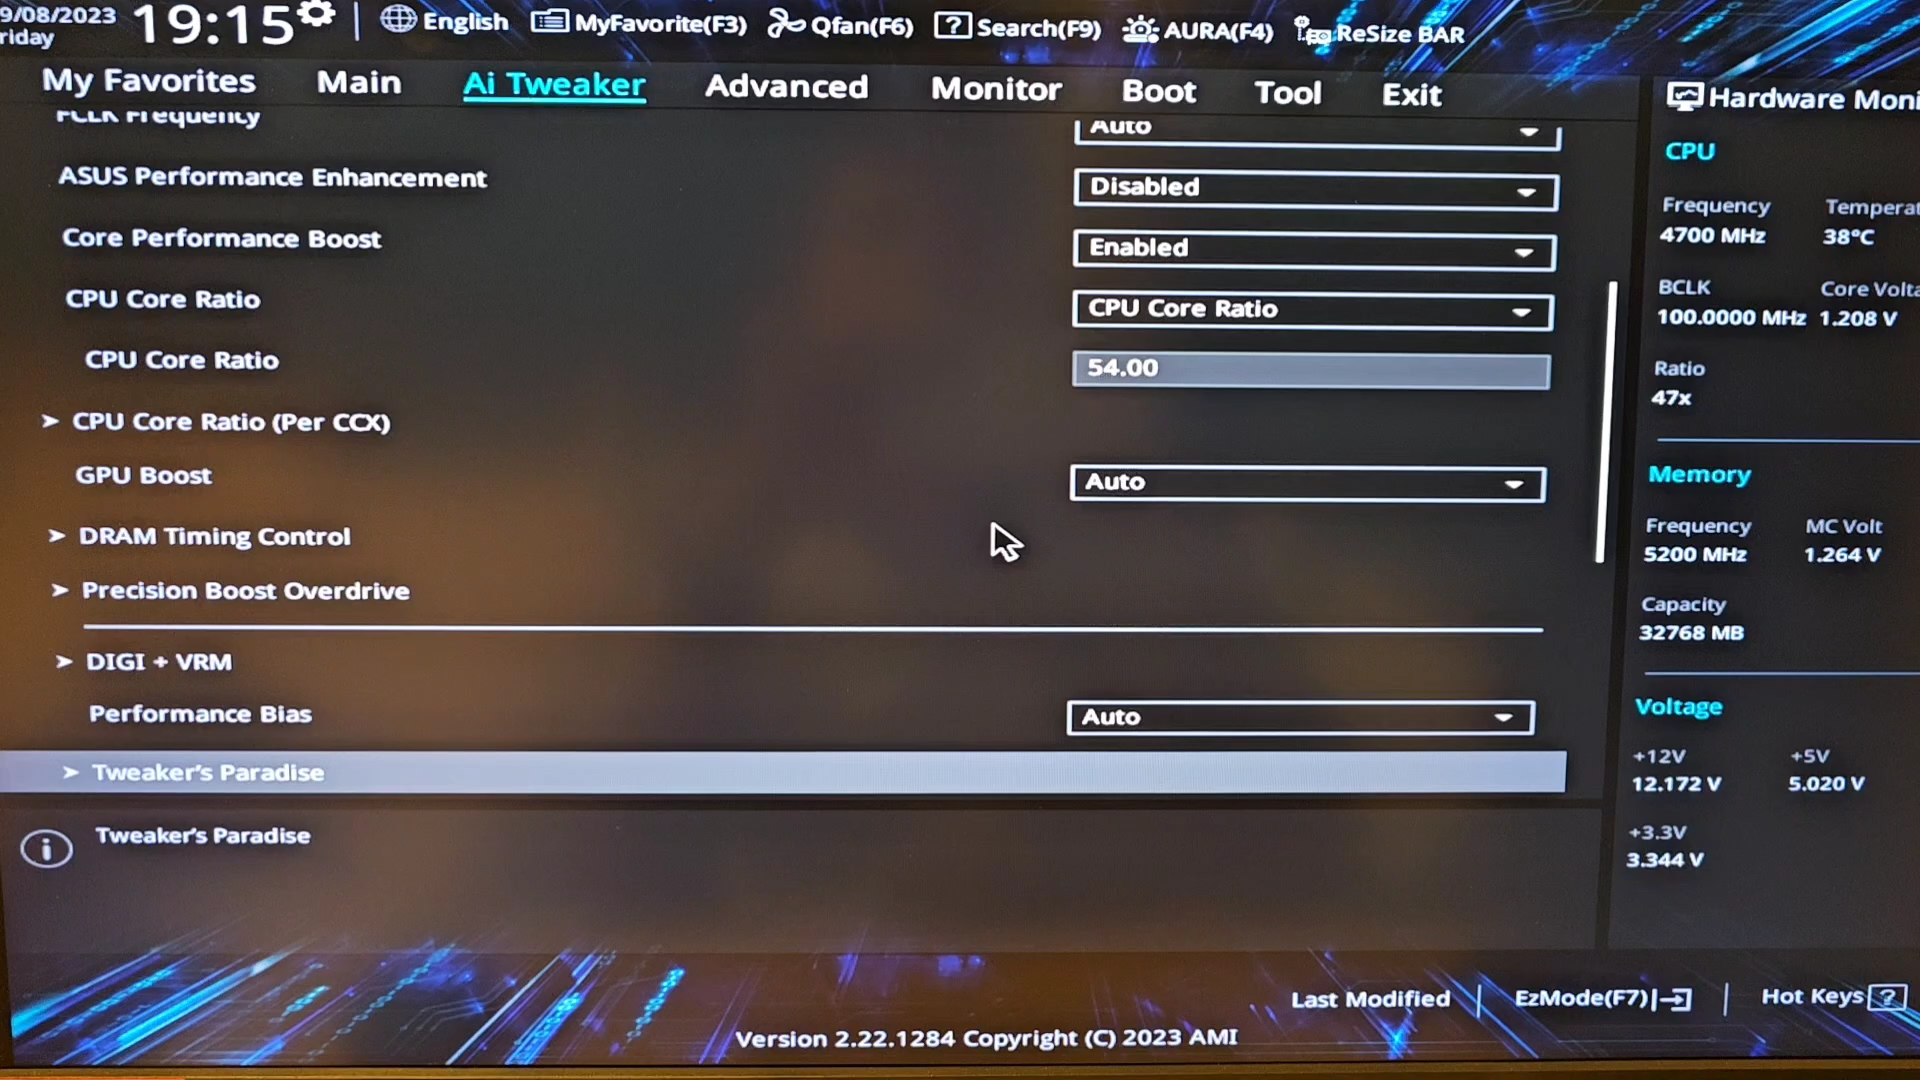 9/08/2023
riday
19:15
English
MyFavorite(F3)
Qfan(F6)
Search(F9)
AURA(F4)
ReSize BAR
My Favorites
Main
Ai Tweaker
Advanced
Monitor
Boot
Tool
Exit
FCLK Frequency
Auto
ASUS Performance Enhancement
Disabled
Core Performance Boost
Enabled
CPU Core Ratio
CPU Core Ratio
CPU Core Ratio
54.00
CPU Core Ratio (Per CCX)
GPU Boost
Auto
DRAM Timing Control
Precision Boost Overdrive
DIGI + VRM
Performance Bias
Auto
Tweaker's Paradise
Tweaker's Paradise
Hardware Moni
CPU
Frequency Temperat
4700 MHz 38°C
BCLK Core Volta
100.0000 MHz 1.208 V
Ratio
47x
Memory
Frequency MC Volt
5200 MHz 1.264 V
Capacity
32768 MB
Voltage
+12V +5V
12.172 V 5.020 V
+3.3V
3.344 V
Last Modified
EzMode(F7)
Hot Keys ?
Version 2.22.1284 Copyright (C) 2023 AMI